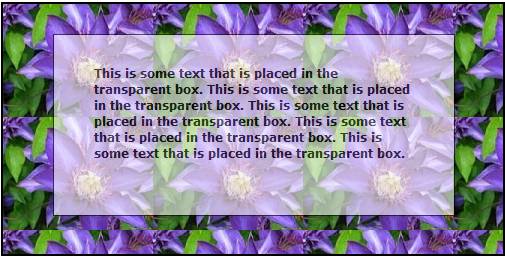 This is some text that is placed in the
transparent box. This is some text that is placed
in the transparent box. This is some text that is
placed in the transparent box. This is some text
that is placed in the transparent box. This is
some text that is placed in the transparent box.